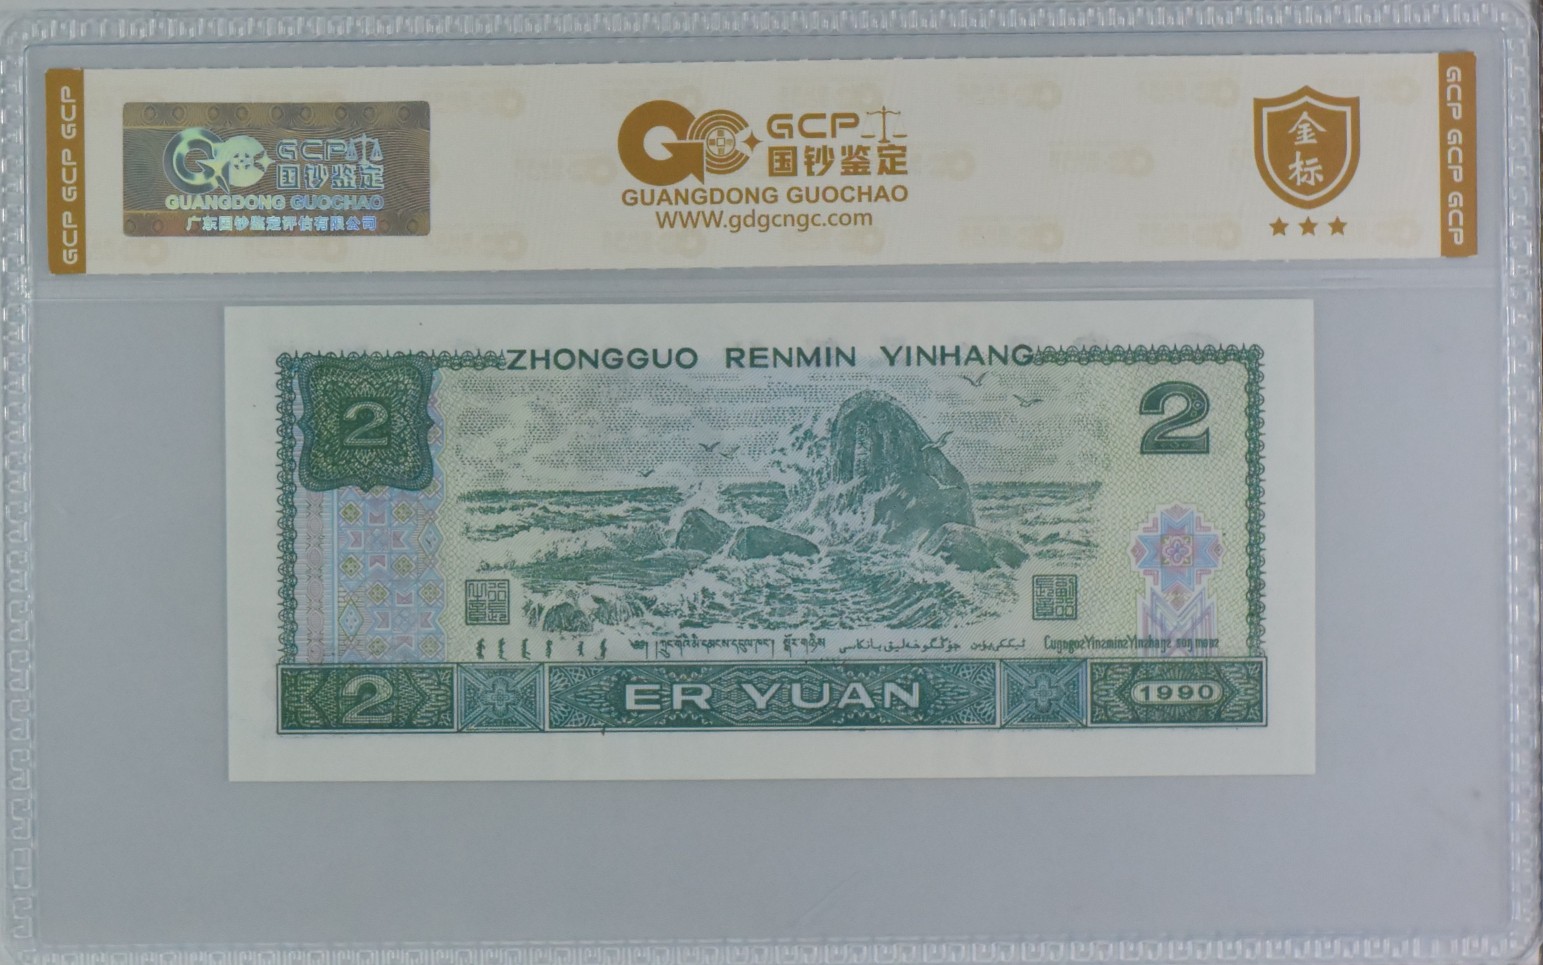 GCP GCP GCP
GCP
国钞鉴定
GUANGDONG GUOCHAO
广东国钞鉴定评估有限公司
GCP
国钞鉴定
GUANGDONG GUOCHAO
WWW.gdgcngc.com
金标
GCP GCP GCP
ZHONGGUO RENMIN YINHANG
2
2
2
ER YUAN
1990